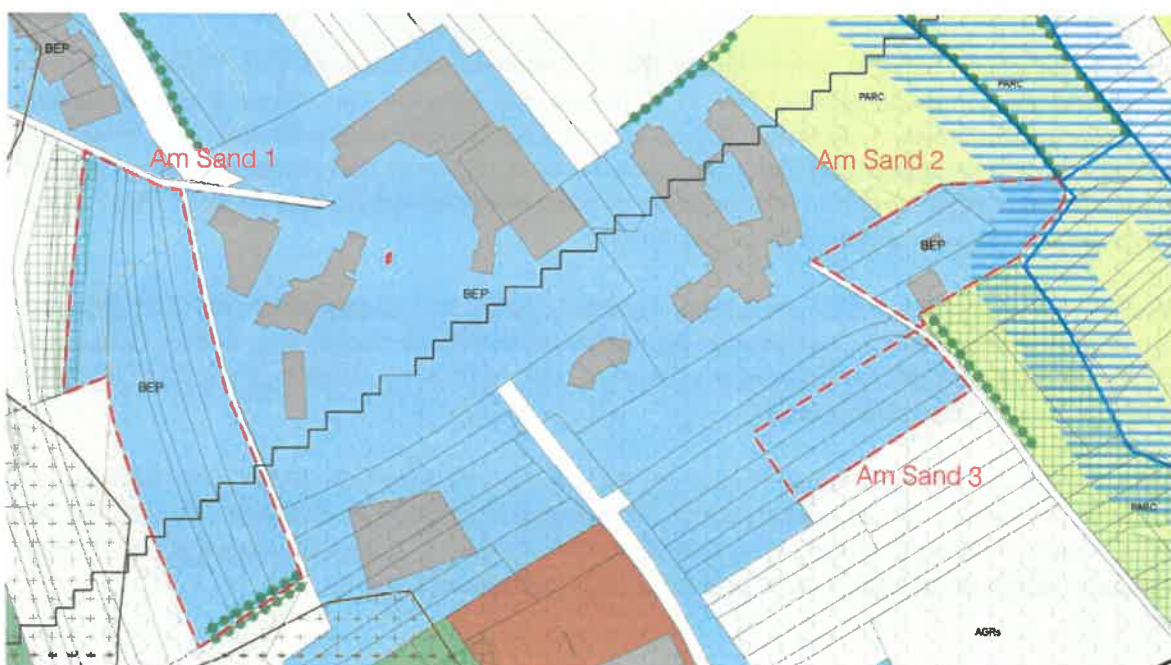 BEP
PARC
PARC
Am Sand 1
Am Sand 2
BEP
BEP
BEP
Am Sand 3
PARC
AGRs